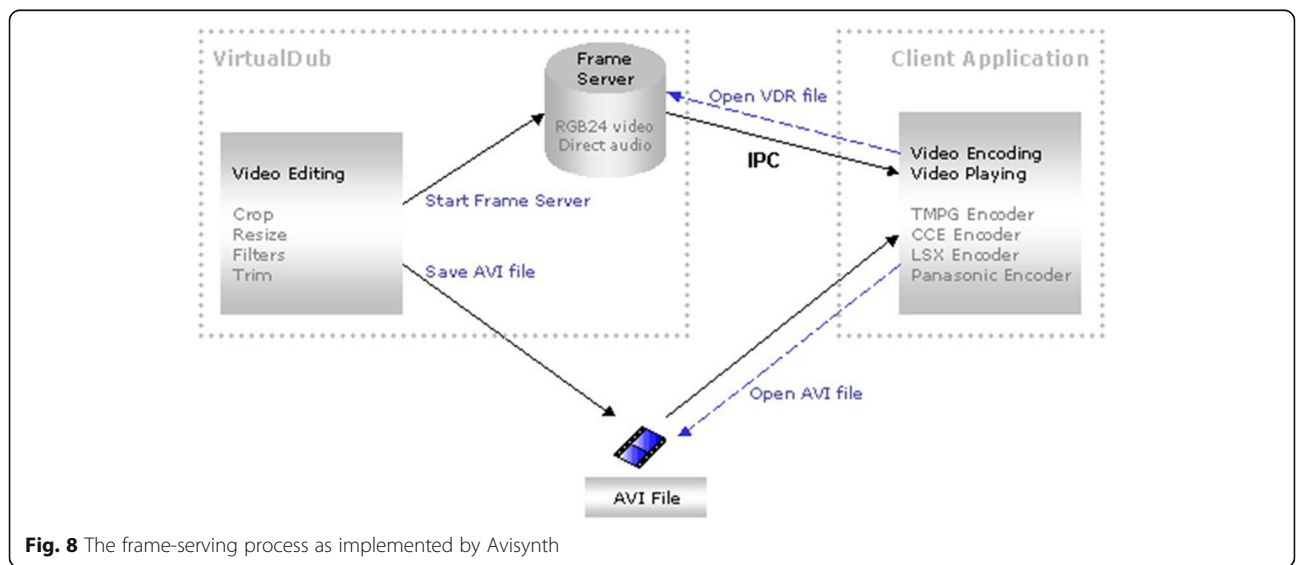 VirtualDub
Client Application
Frame
Server
RGB24 video
Direct audio
Open VDR file
IPC
Video Editing
Crop
Resize
Filters
Trim
Start Frame Server
Save AVI file
Video Encoding
Video Playing
TMPG Encoder
CCE Encoder
LSX Encoder
Panasonic Encoder
Open AVI file
AVI File
Fig. 8 The frame-serving process as implemented by Avisynth